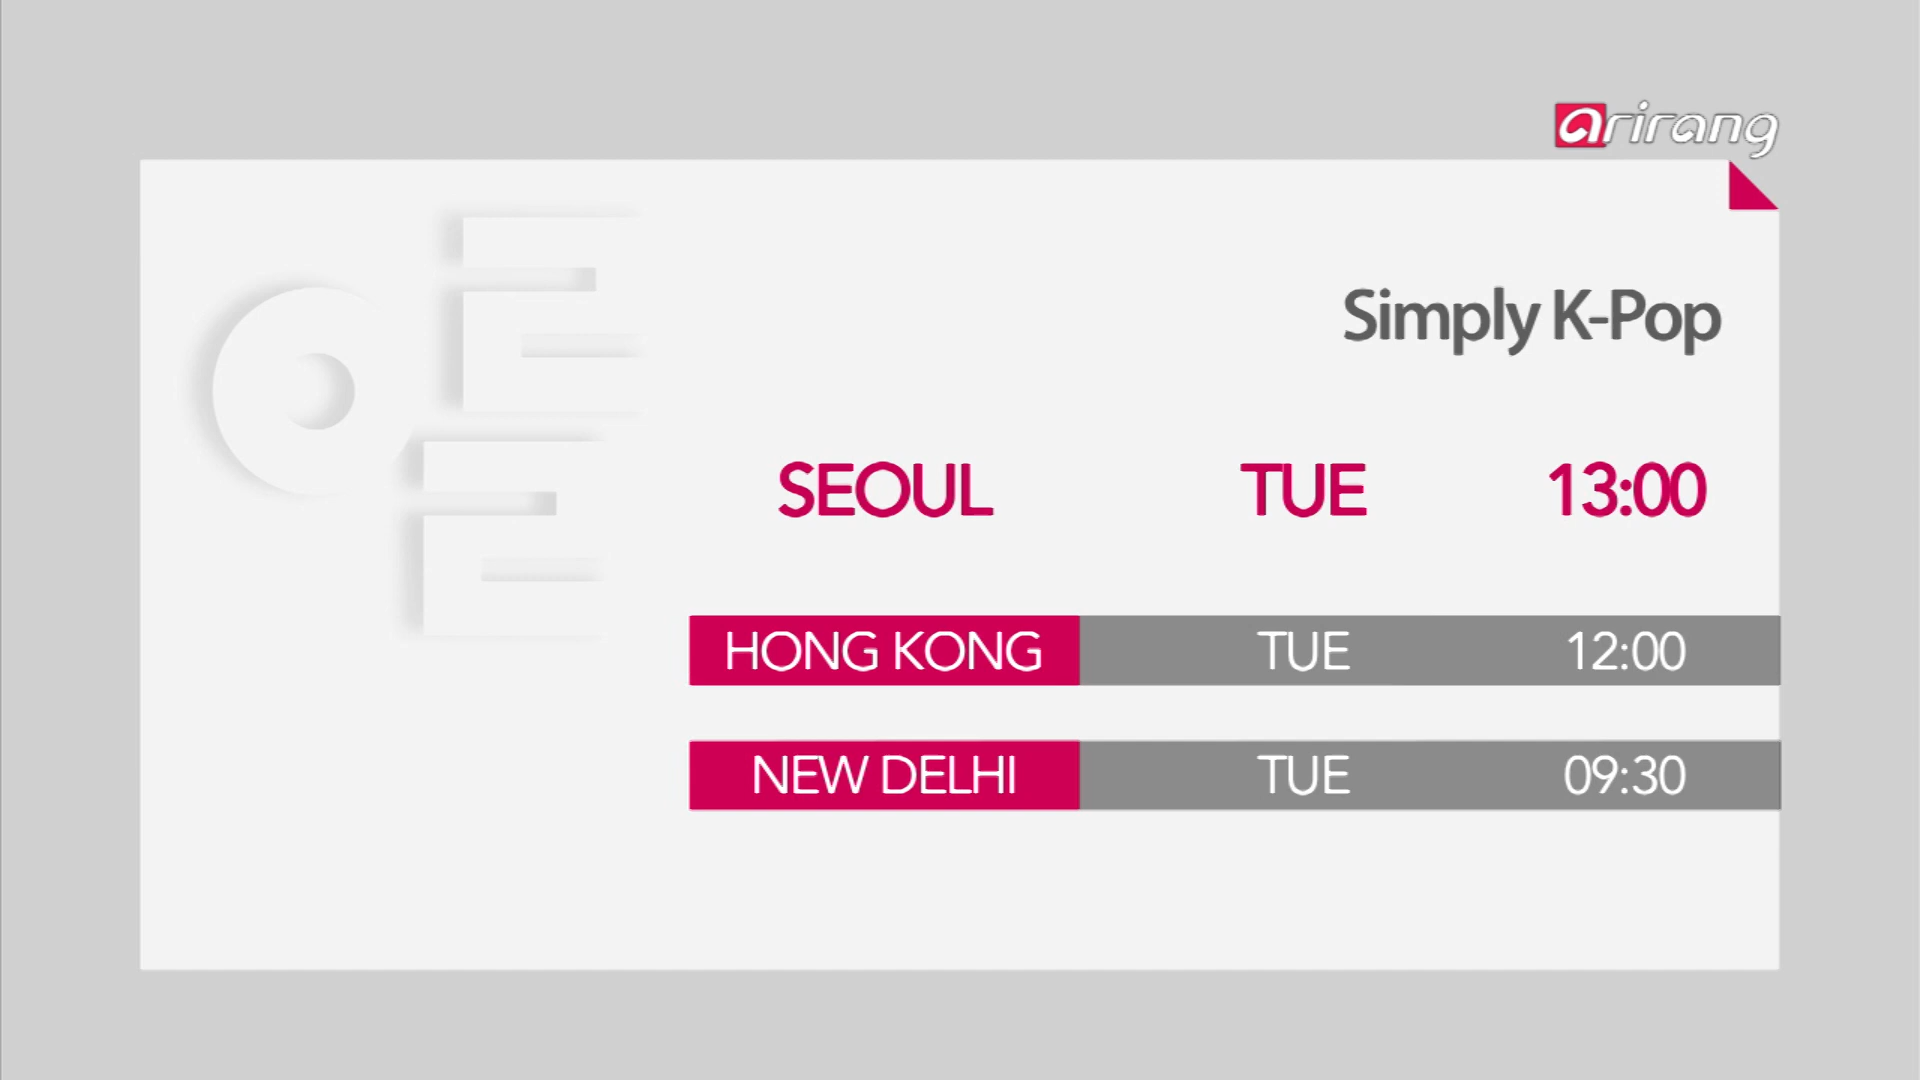 arirang
Simply K-Pop
SEOUL TUE 13:00
HONG KONG TUE 12:00
NEW DELHI TUE 09:30